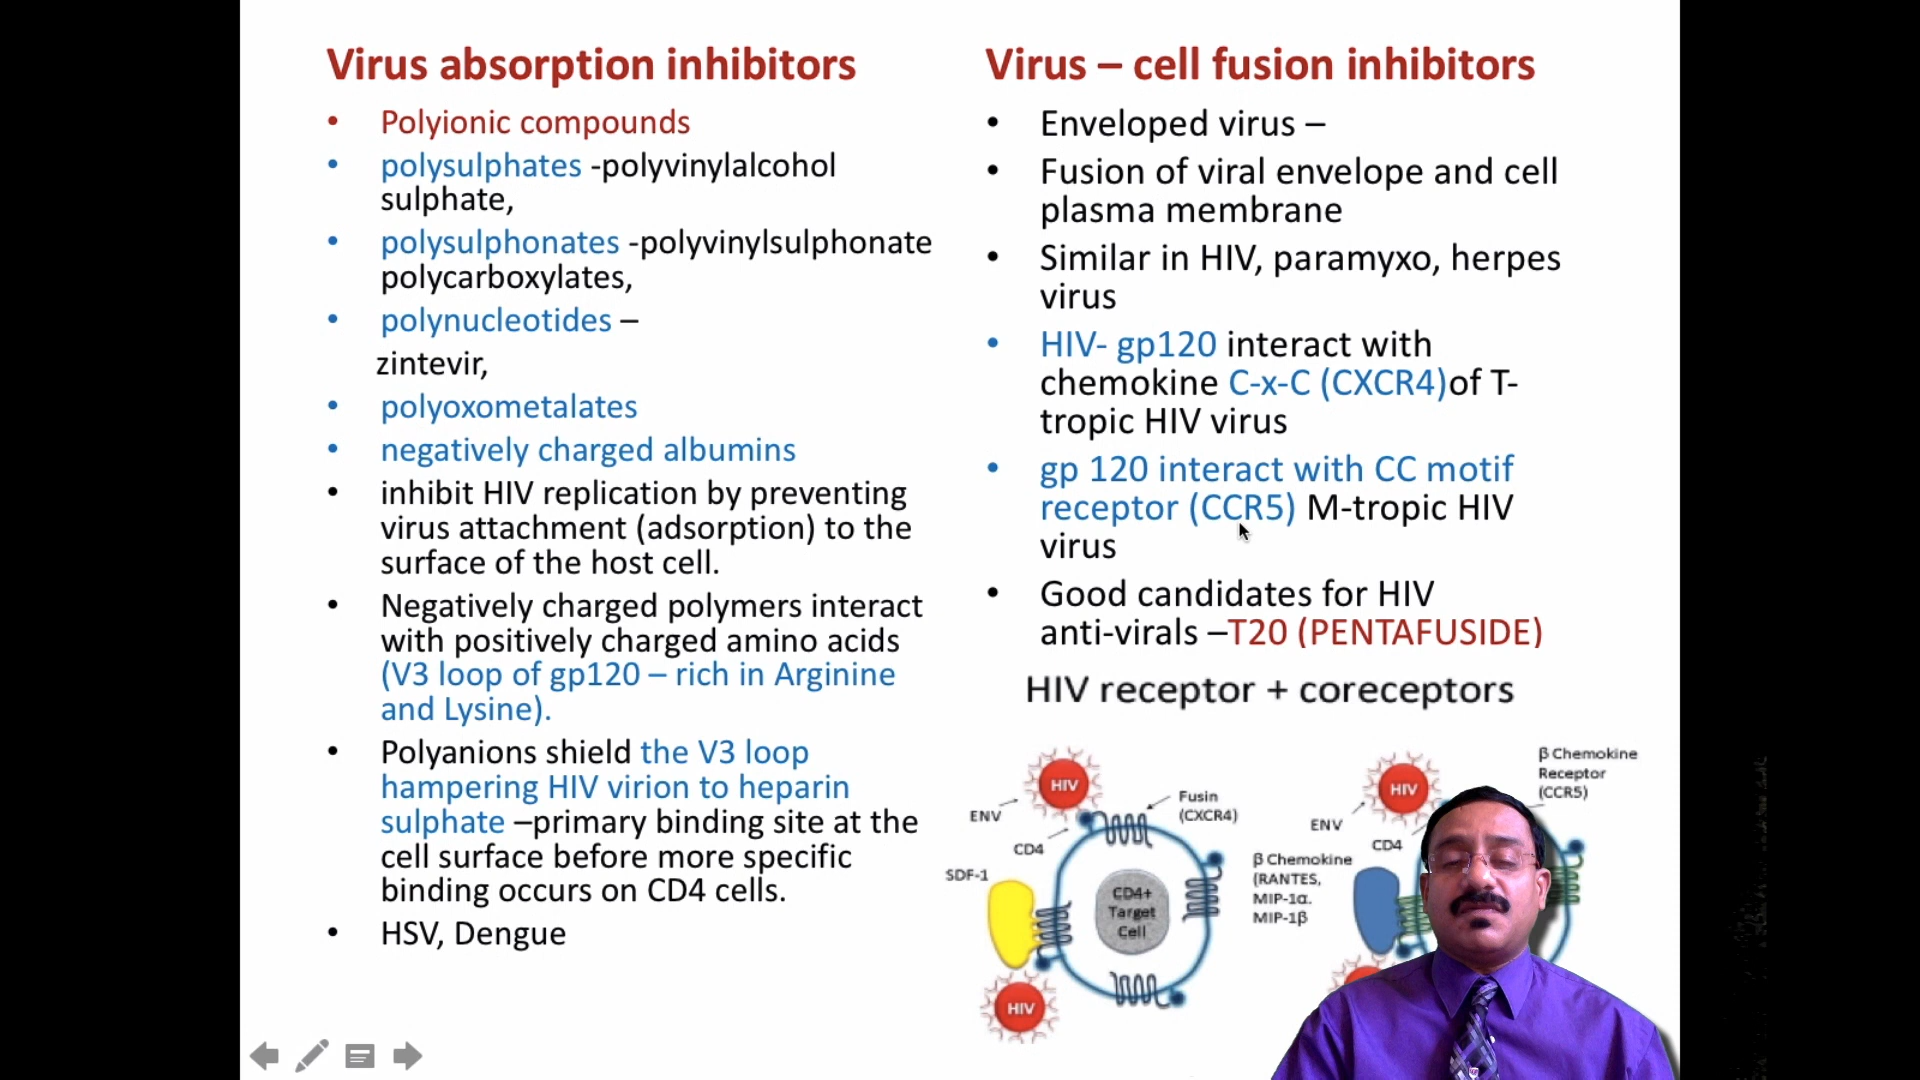 Virus absorption inhibitors
• Polyionic compounds
• polysulphates -polyvinylalcohol
sulphate,
• polysulphonates -polyvinylsulphonate
polycarboxylates,
• polynucleotides –
zintevir,
• polyoxometalates
• negatively charged albumins
• inhibit HIV replication by preventing
virus attachment (adsorption) to the
surface of the host cell.
• Negatively charged polymers interact
with positively charged amino acids
(V3 loop of gp120 – rich in Arginine
and Lysine).
• Polyanions shield the V3 loop
hampering HIV virion to heparin
sulphate –primary binding site at the
cell surface before more specific
binding occurs on CD4 cells.
• HSV, Dengue
Virus – cell fusion inhibitors
• Enveloped virus –
• Fusion of viral envelope and cell
plasma membrane
• Similar in HIV, paramyxo, herpes
virus
• HIV- gp120 interact with
chemokine C-x-C (CXCR4)of T-
tropic HIV virus
• gp 120 interact with CC motif
receptor (CCR5) M-tropic HIV
virus
• Good candidates for HIV
anti-virals –T20 (PENTAFUSIDE)
HIV receptor + coreceptors
HIV
ENV
Fusin
(CXCR4)
CD4
SDF-1
CD4+
Target
Cell
HIV
β Chemokine
Receptor
(CCR5)
HIV
ENV
CD4
β Chemokine
(RANTES,
MIP-1α.
MIP-1β